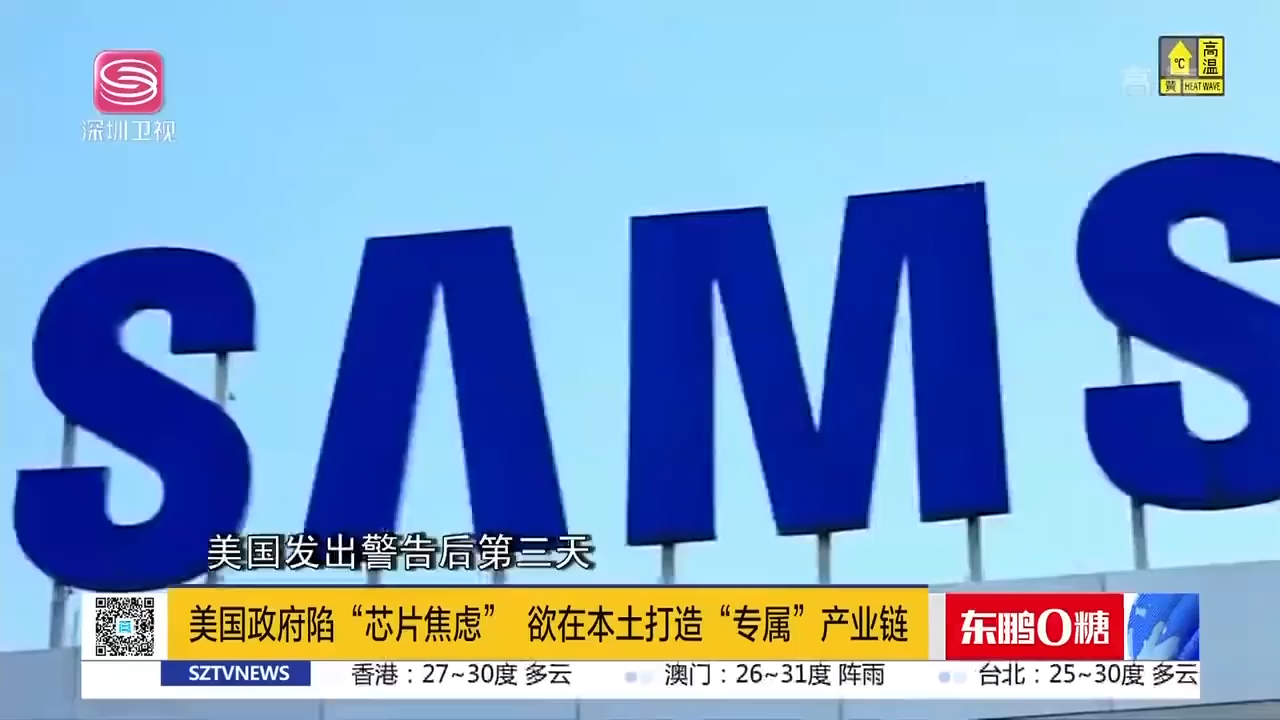 深圳卫视
高温
℃
黄 HEAT WAVE
SAMS
美国发出警告后第三天
美国政府陷“芯片焦虑” 欲在本土打造“专属”产业链
东鹏0糖
SZTVNEWS
香港：27~30度 多云 澳门：26~31度 阵雨 台北：25~30度 多云